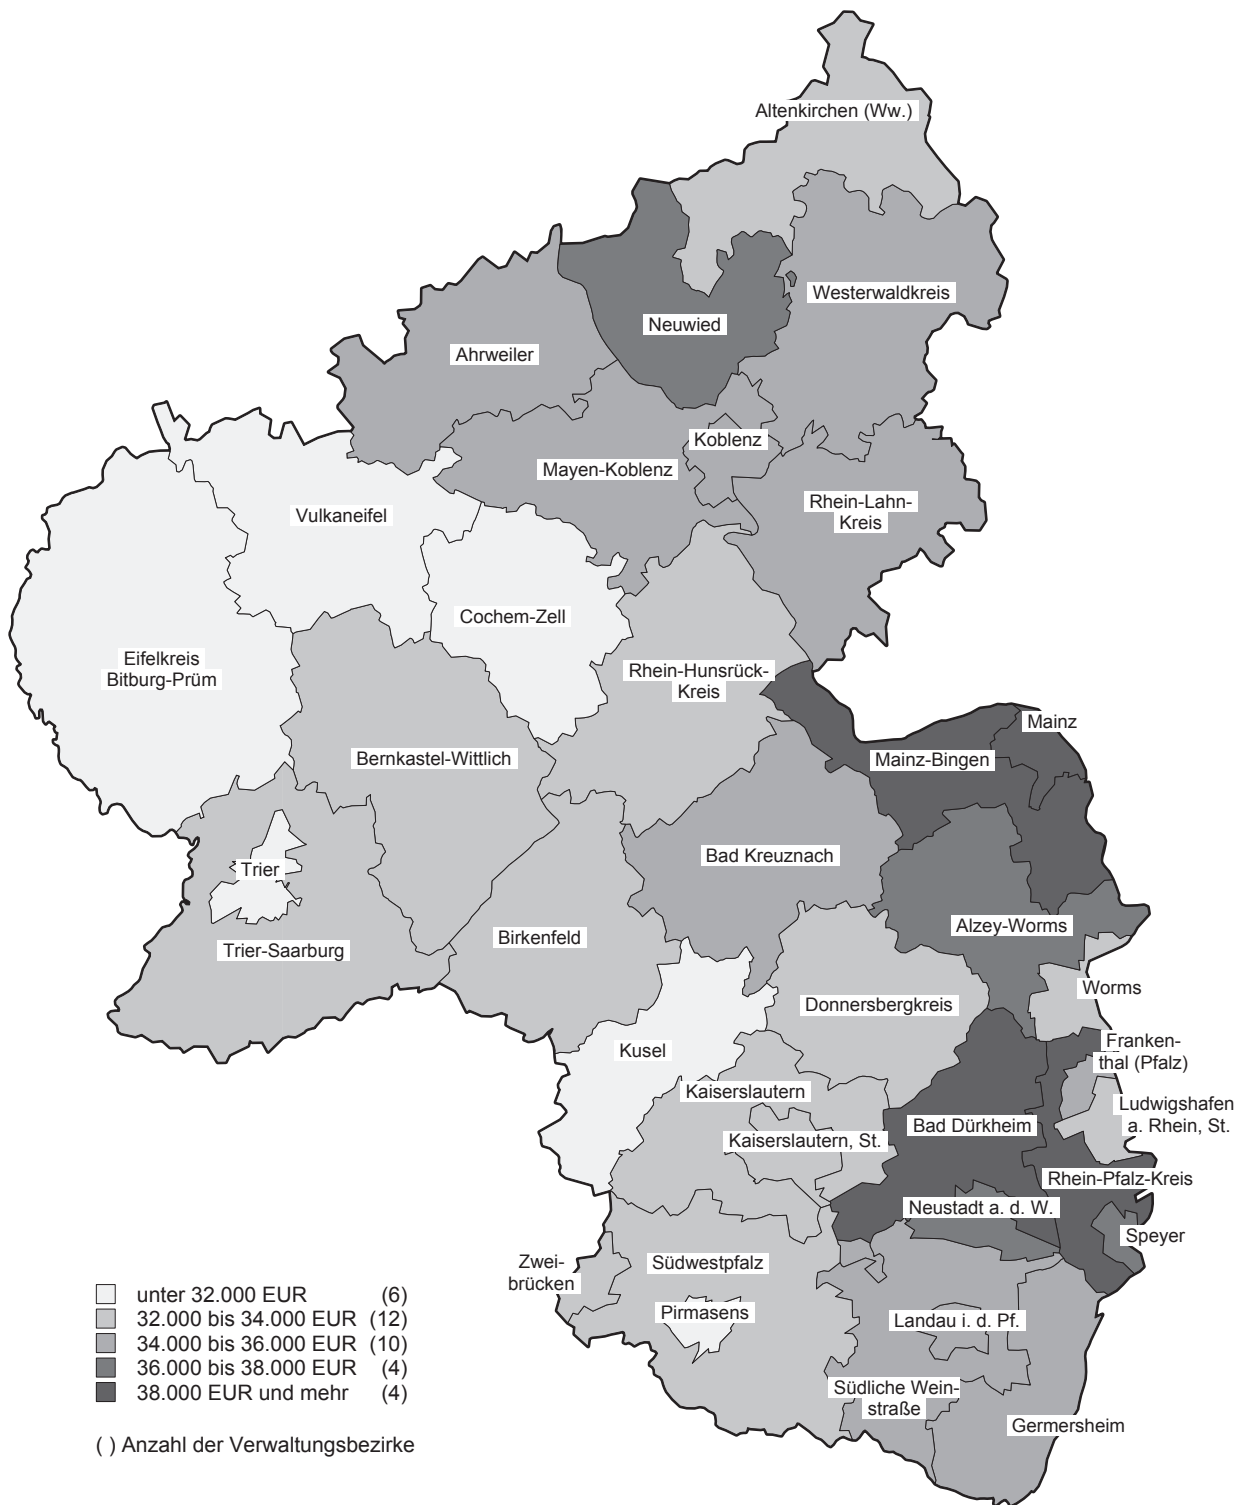 Altenkirchen (Ww.)
Westerwaldkreis
Neuwied
Ahrweiler
Koblenz
Mayen-Koblenz
Rhein-Lahn-
Kreis
Vulkaneifel
Cochem-Zell
Eifelkreis
Bitburg-Prüm
Rhein-Hunsrück-
Kreis
Mainz
Bernkastel-Wittlich
Mainz-Bingen
Bad Kreuznach
Trier
Alzey-Worms
Birkenfeld
Trier-Saarburg
Worms
Donnersbergkreis
Kusel
Franken-
thal (Pfalz)
Kaiserslautern
Ludwigshafen
a. Rhein, St.
Bad Dürkheim
Kaiserslautern, St.
Rhein-Pfalz-Kreis
Neustadt a. d. W.
Speyer
Zwei-
brücken
Südwestpfalz
Pirmasens
Landau i. d. Pf.
Südliche Wein-
straße
Germersheim
unter 32.000 EUR (6)
32.000 bis 34.000 EUR (12)
34.000 bis 36.000 EUR (10)
36.000 bis 38.000 EUR (4)
38.000 EUR und mehr (4)
( ) Anzahl der Verwaltungsbezirke